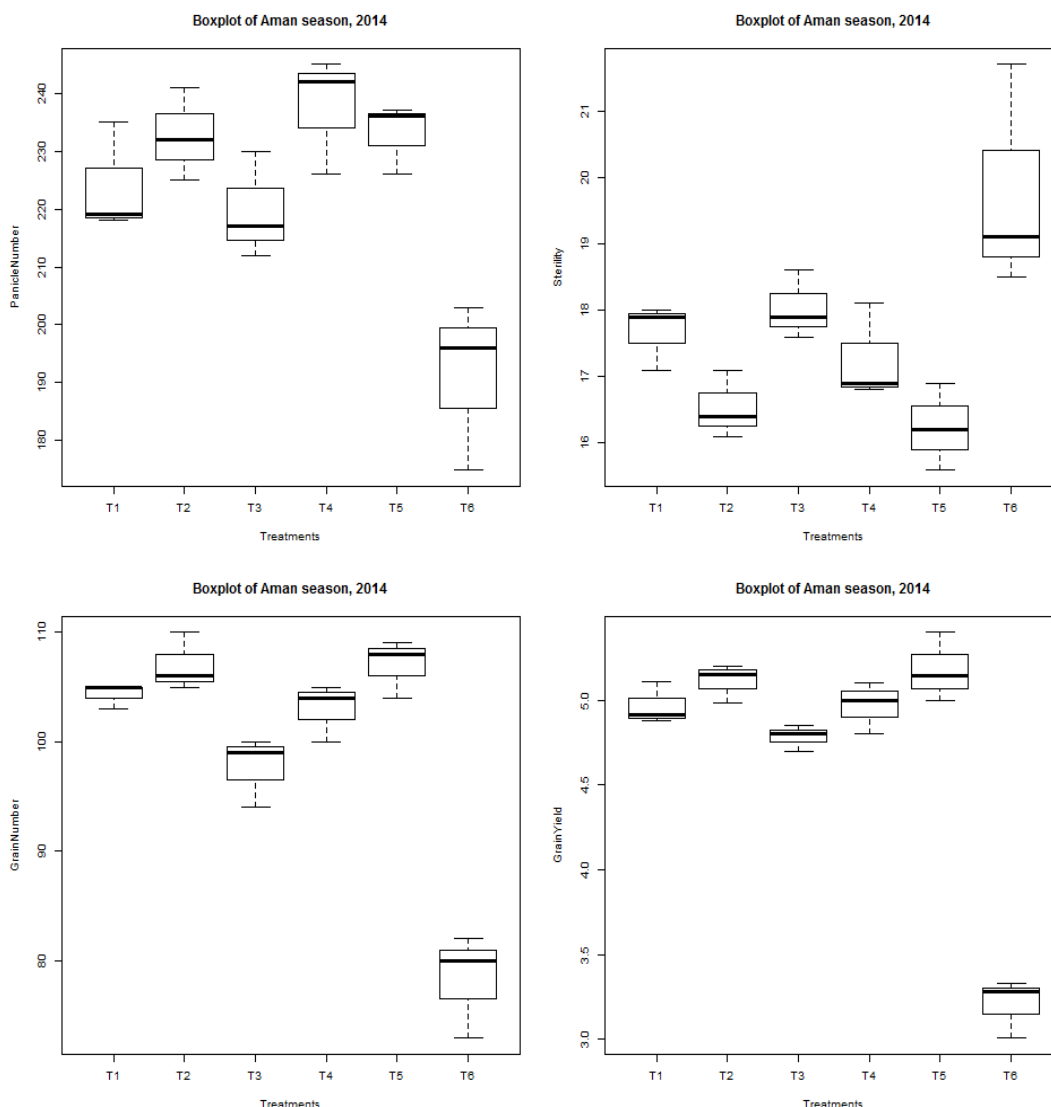 Boxplot of Aman season, 2014
PanicleNumber
240
230
220
210
200
190
180
T1 T2 T3 T4 T5 T6
Treatments
Boxplot of Aman season, 2014
Sterility
21
20
19
18
17
16
T1 T2 T3 T4 T5 T6
Treatments
Boxplot of Aman season, 2014
GrainNumber
110
100
90
80
T1 T2 T3 T4 T5 T6
Treatments
Boxplot of Aman season, 2014
GrainYield
5.0
4.5
4.0
3.5
3.0
T1 T2 T3 T4 T5 T6
Treatments